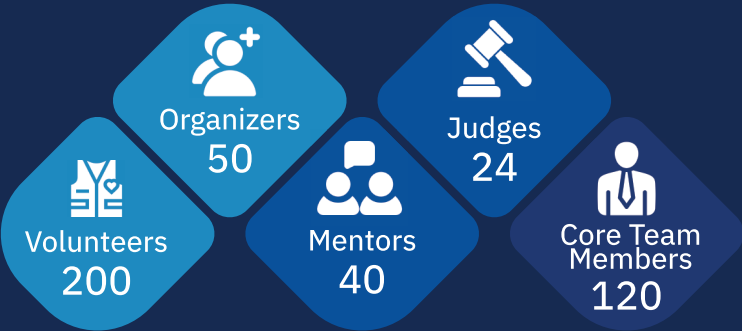 Organizers
50
Judges
24
Volunteers
200
Mentors
40
Core Team
Members
120